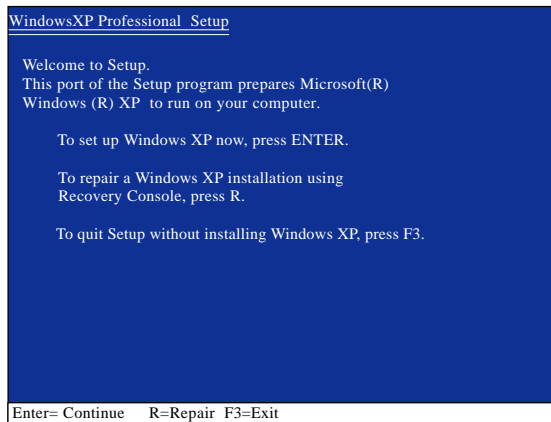 WindowsXP Professional Setup
Welcome to Setup.
This port of the Setup program prepares Microsoft(R)
Windows (R) XP to run on your computer.
To set up Windows XP now, press ENTER.
To repair a Windows XP installation using
Recovery Console, press R.
To quit Setup without installing Windows XP, press F3.
Enter= Continue R=Repair F3=Exit